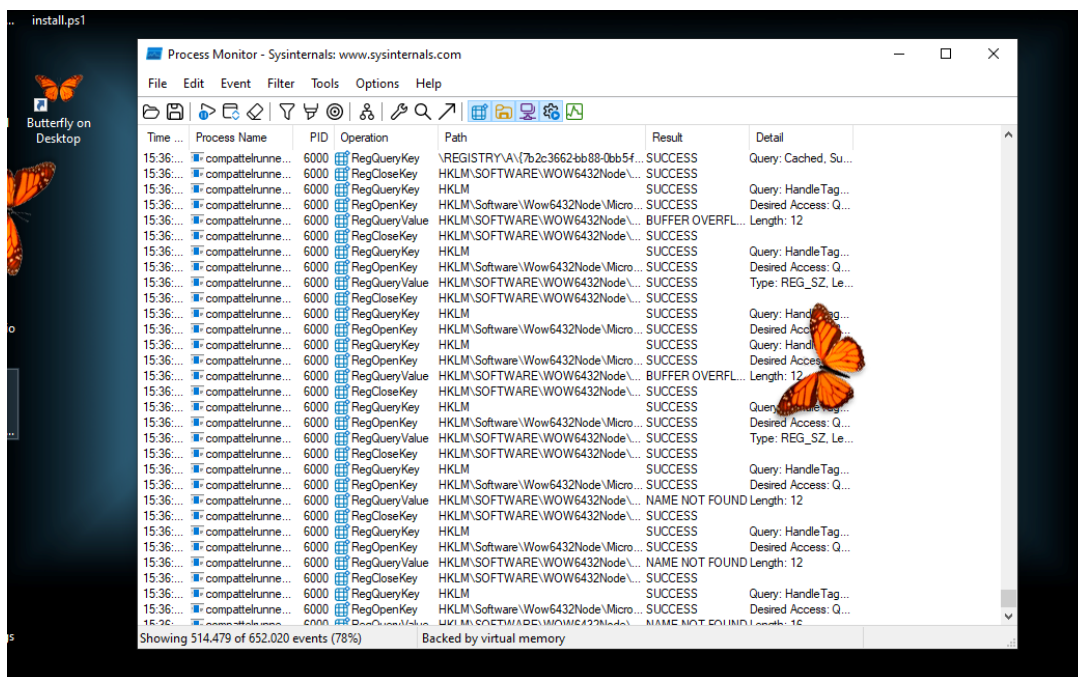 ... install.ps1
Butterfly on
Desktop
Process Monitor - Sysinternals: www.sysinternals.com
File Edit Event Filter Tools Options Help
Time ... Process Name PID Operation Path Result Detail
15:36:... compattelrunne... 6000 RegQueryKey \REGISTRY\A\{7b2c3662-bb88-0bb5-f... SUCCESS Query: Cached, Su...
15:36:... compattelrunne... 6000 RegCloseKey HKLM\SOFTWARE\WOW6432Node\... SUCCESS
15:36:... compattelrunne... 6000 RegQueryKey HKLM SUCCESS Query: HandleTag...
15:36:... compattelrunne... 6000 RegOpenKey HKLM\Software\Wow6432Node\Micro... SUCCESS Desired Access: Q...
15:36:... compattelrunne... 6000 RegQueryValue HKLM\SOFTWARE\WOW6432Node\... BUFFER OVERFL... Length: 12
15:36:... compattelrunne... 6000 RegCloseKey HKLM\SOFTWARE\WOW6432Node\... SUCCESS
15:36:... compattelrunne... 6000 RegQueryKey HKLM SUCCESS Query: HandleTag...
15:36:... compattelrunne... 6000 RegOpenKey HKLM\Software\Wow6432Node\Micro... SUCCESS Desired Access: Q...
15:36:... compattelrunne... 6000 RegQueryValue HKLM\SOFTWARE\WOW6432Node\... SUCCESS Type: REG_SZ, Le...
15:36:... compattelrunne... 6000 RegCloseKey HKLM\SOFTWARE\WOW6432Node\... SUCCESS
15:36:... compattelrunne... 6000 RegQueryKey HKLM SUCCESS Query:
15:36:... compattelrunne... 6000 RegOpenKey HKLM\Software\Wow6432Node\Micro... SUCCESS Desired
15:36:... compattelrunne... 6000 RegQueryKey HKLM SUCCESS Query:
15:36:... compattelrunne... 6000 RegOpenKey HKLM\Software\Wow6432Node\Micro... SUCCESS Desired Acces
15:36:... compattelrunne... 6000 RegQueryValue HKLM\SOFTWARE\WOW6432Node\... BUFFER OVERFL... Length: 12
15:36:... compattelrunne... 6000 RegCloseKey HKLM\SOFTWARE\WOW6432Node\... SUCCESS
15:36:... compattelrunne... 6000 RegQueryKey HKLM SUCCESS
15:36:... compattelrunne... 6000 RegOpenKey HKLM\Software\Wow6432Node\Micro... SUCCESS Desired Access: Q...
15:36:... compattelrunne... 6000 RegQueryValue HKLM\SOFTWARE\WOW6432Node\... SUCCESS Type: REG_SZ, Le...
15:36:... compattelrunne... 6000 RegCloseKey HKLM\SOFTWARE\WOW6432Node\... SUCCESS
15:36:... compattelrunne... 6000 RegQueryKey HKLM SUCCESS Query: HandleTag...
15:36:... compattelrunne... 6000 RegOpenKey HKLM\Software\Wow6432Node\Micro... SUCCESS Desired Access: Q...
15:36:... compattelrunne... 6000 RegQueryValue HKLM\SOFTWARE\WOW6432Node\... NAME NOT FOUND Length: 12
15:36:... compattelrunne... 6000 RegCloseKey HKLM\SOFTWARE\WOW6432Node\... SUCCESS
15:36:... compattelrunne... 6000 RegQueryKey HKLM SUCCESS Query: HandleTag...
15:36:... compattelrunne... 6000 RegOpenKey HKLM\Software\Wow6432Node\Micro... SUCCESS Desired Access: Q...
15:36:... compattelrunne... 6000 RegQueryValue HKLM\SOFTWARE\WOW6432Node\... NAME NOT FOUND Length: 12
15:36:... compattelrunne... 6000 RegCloseKey HKLM\SOFTWARE\WOW6432Node\... SUCCESS
15:36:... compattelrunne... 6000 RegQueryKey HKLM SUCCESS Query: HandleTag...
15:36:... compattelrunne... 6000 RegOpenKey HKLM\Software\Wow6432Node\Micro... SUCCESS Desired Access: Q...
15:36:... compattelrunne... 6000 RegQueryValue HKLM\SOFTWARE\WOW6432Node\... NAME NOT FOUND Length: 16
Showing 514.479 of 652.020 events (78%) Backed by virtual memory